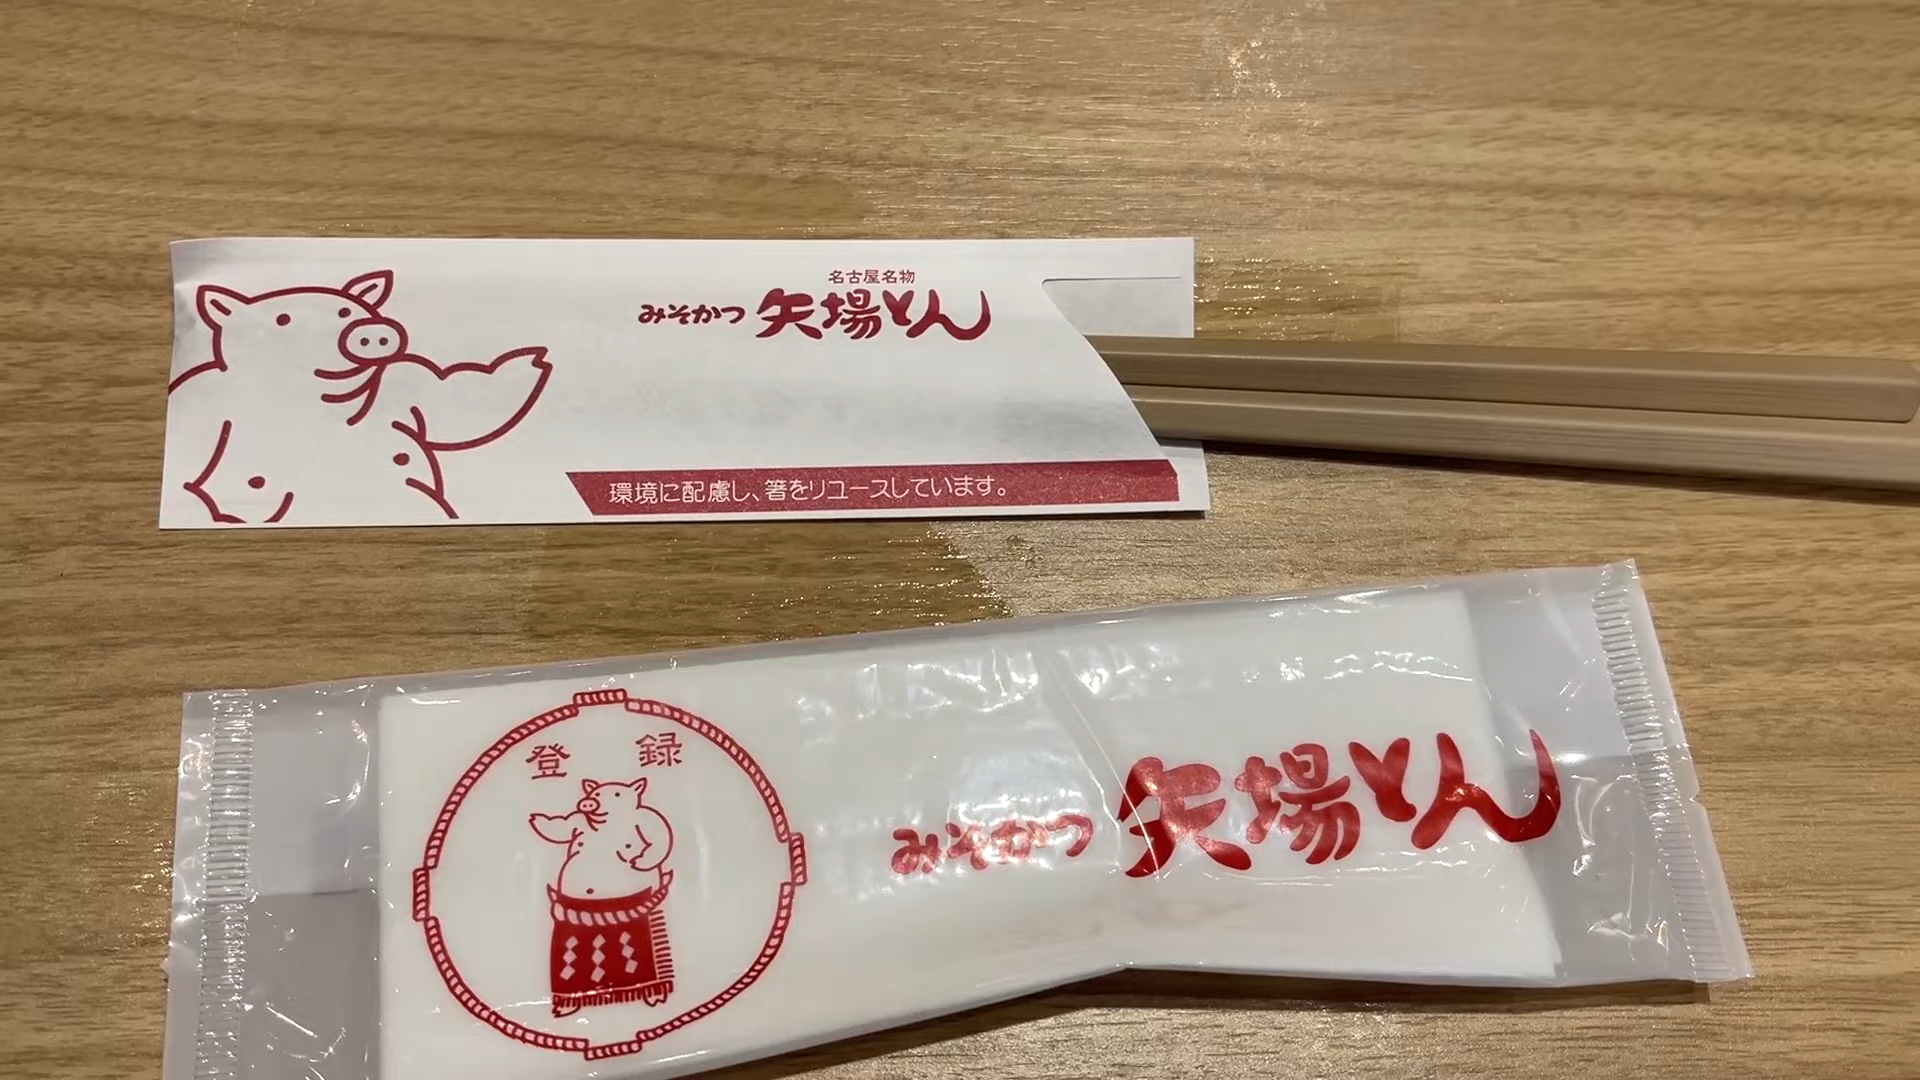 名古屋名物
みそかつ 矢場とん
環境に配慮し、箸をリユースしています。
登 録
みそかつ 矢場とん